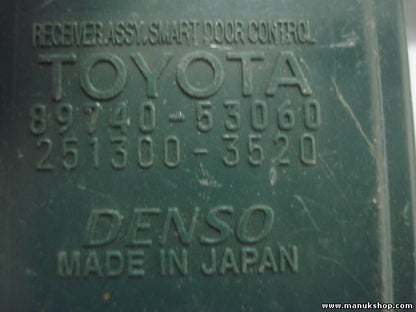 RECEIVER ASSY, SMART DOOR CONTROL
TOYOTA
89740-53060
251300-3520
DENSO
MADE IN JAPAN
www.manukshop.com